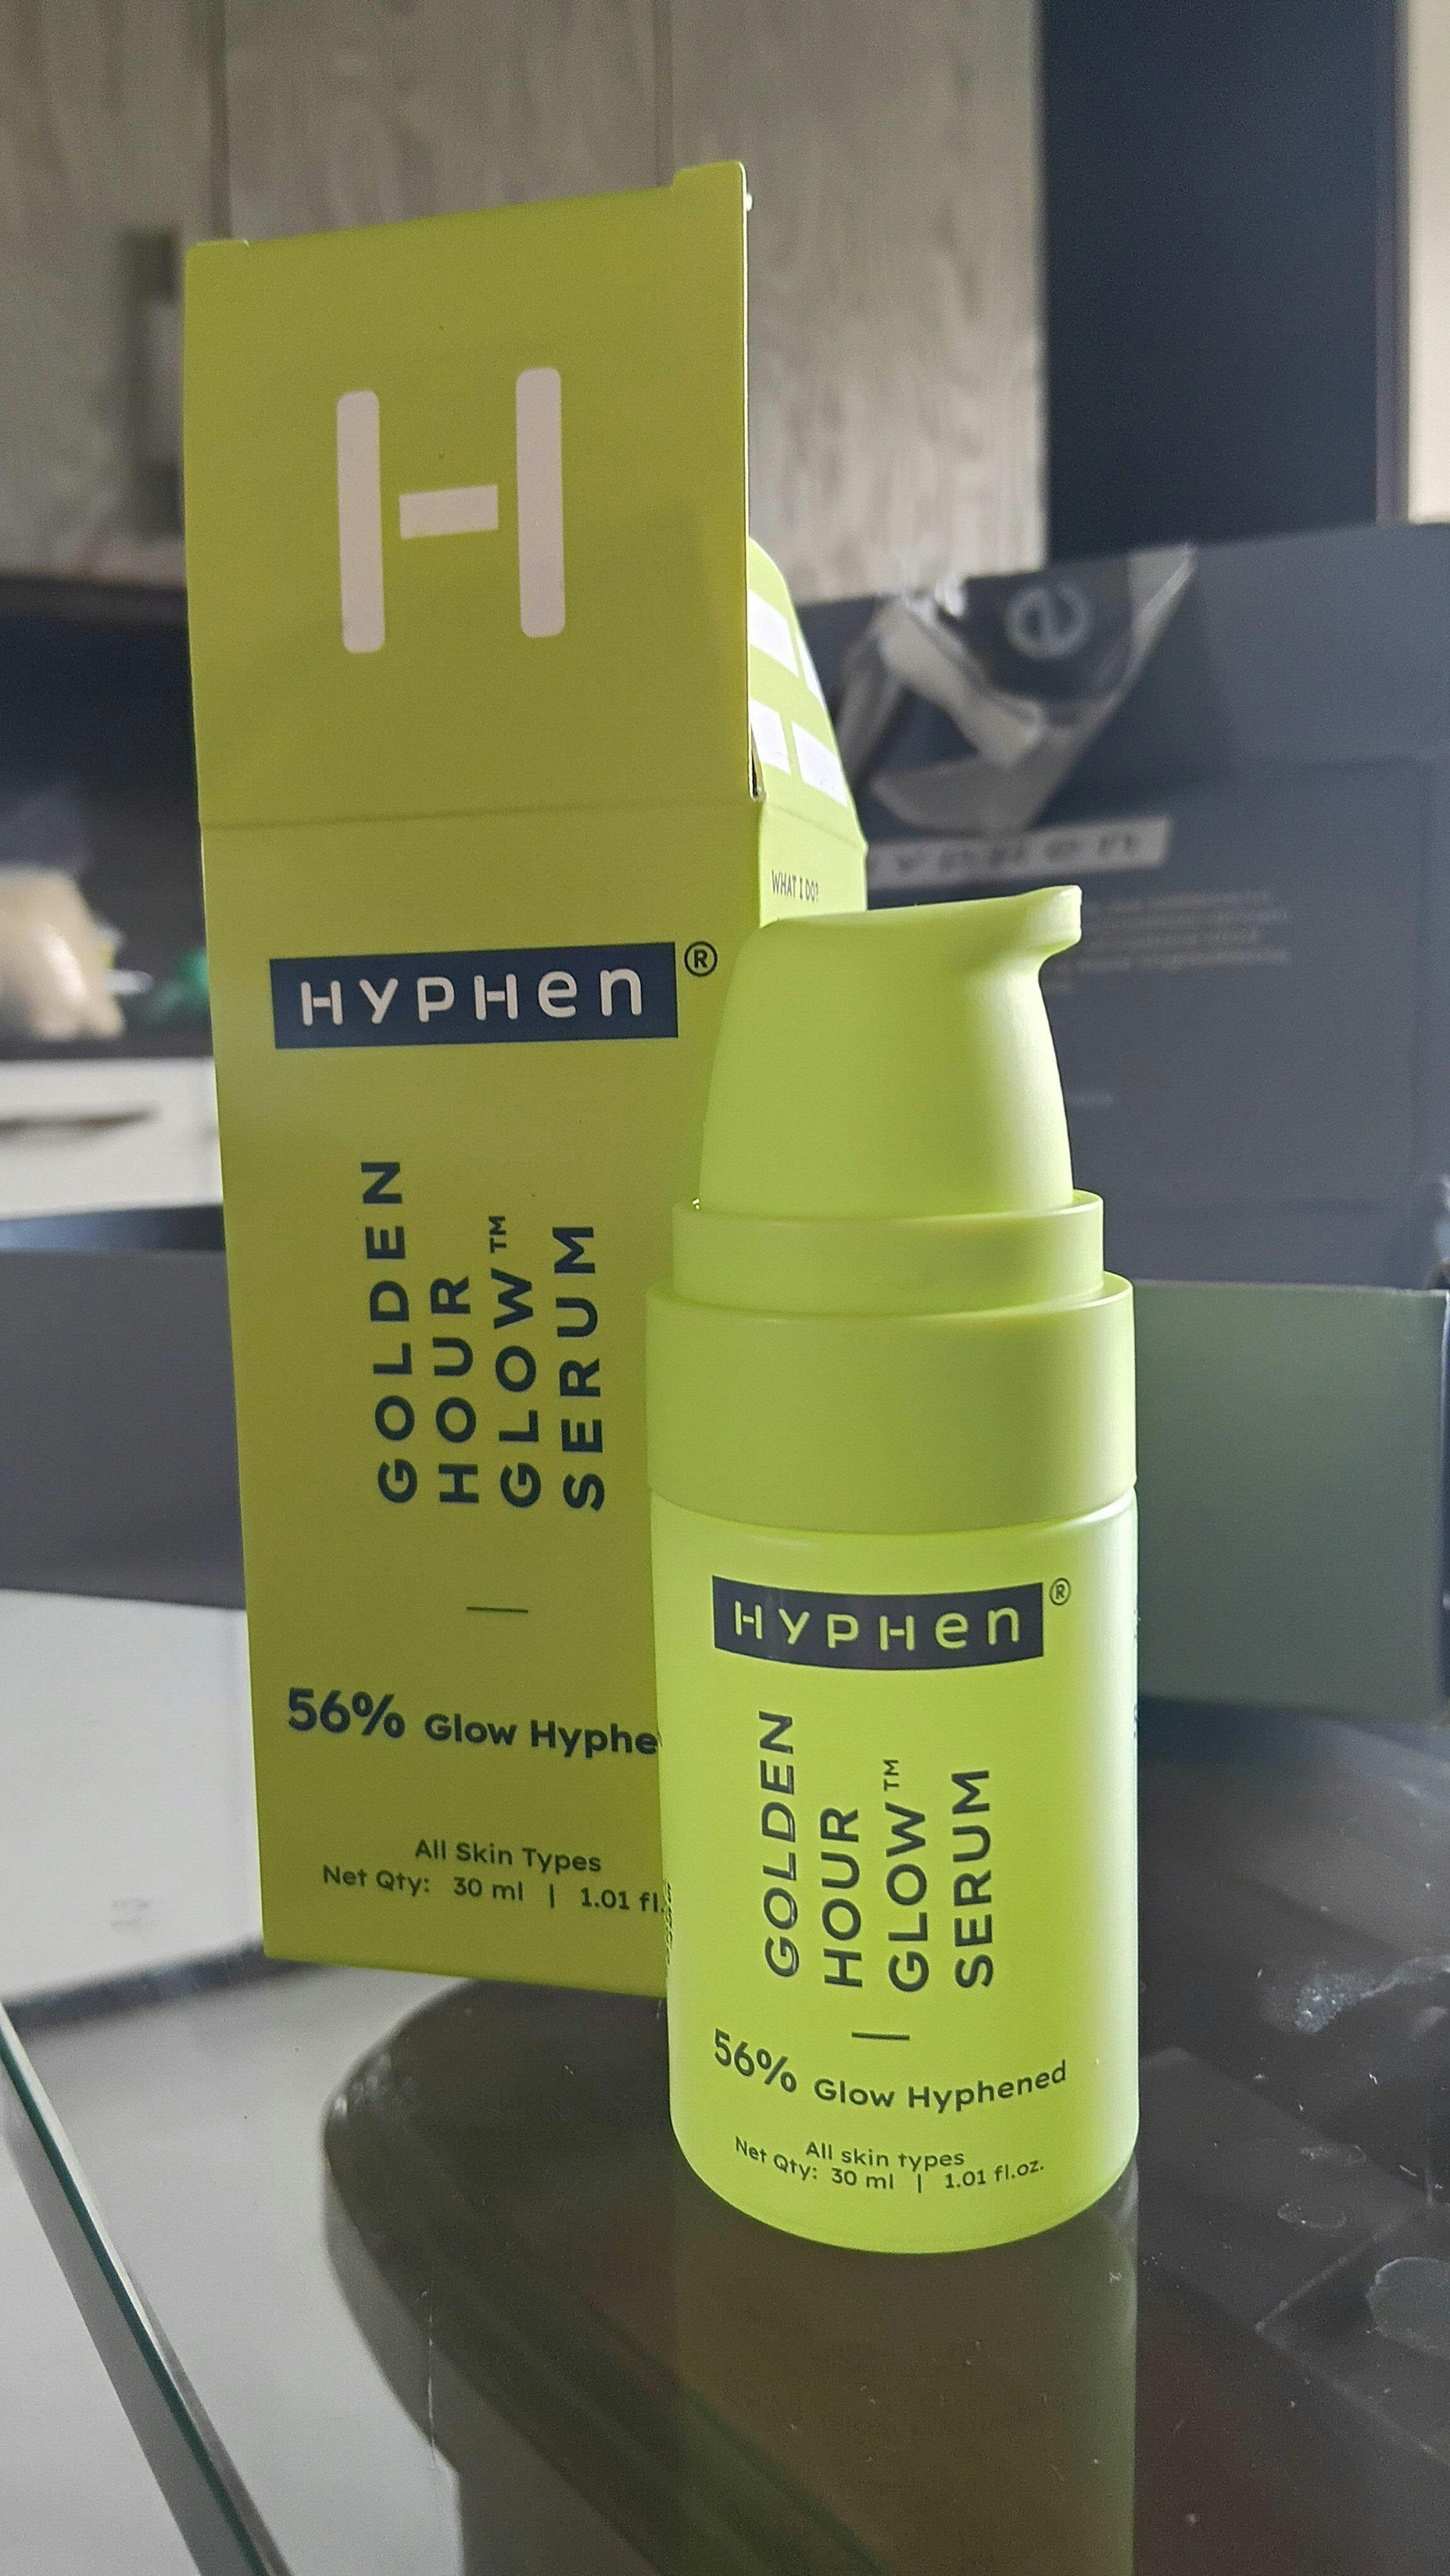 H
HYPHen®
GOLDEN
HOUR
GLOW™
SERUM
56% Glow Hyphe
All Skin Types
Net Qty: 30 ml | 1.01 fl.
WHAT I DO?
e
HYPHen
HYPHen®
GOLDEN
HOUR
GLOW™
SERUM
56% Glow Hyphened
All skin types
Net Qty: 30 ml | 1.01 fl.oz.